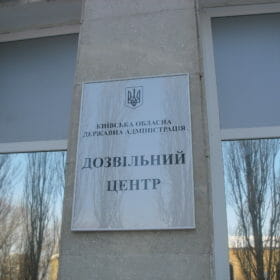 КИЇВСЬКА ОБЛАСНА
ДЕРЖАВНА АДМІНІСТРАЦІЯ
ДОЗВІЛЬНИЙ
ЦЕНТР